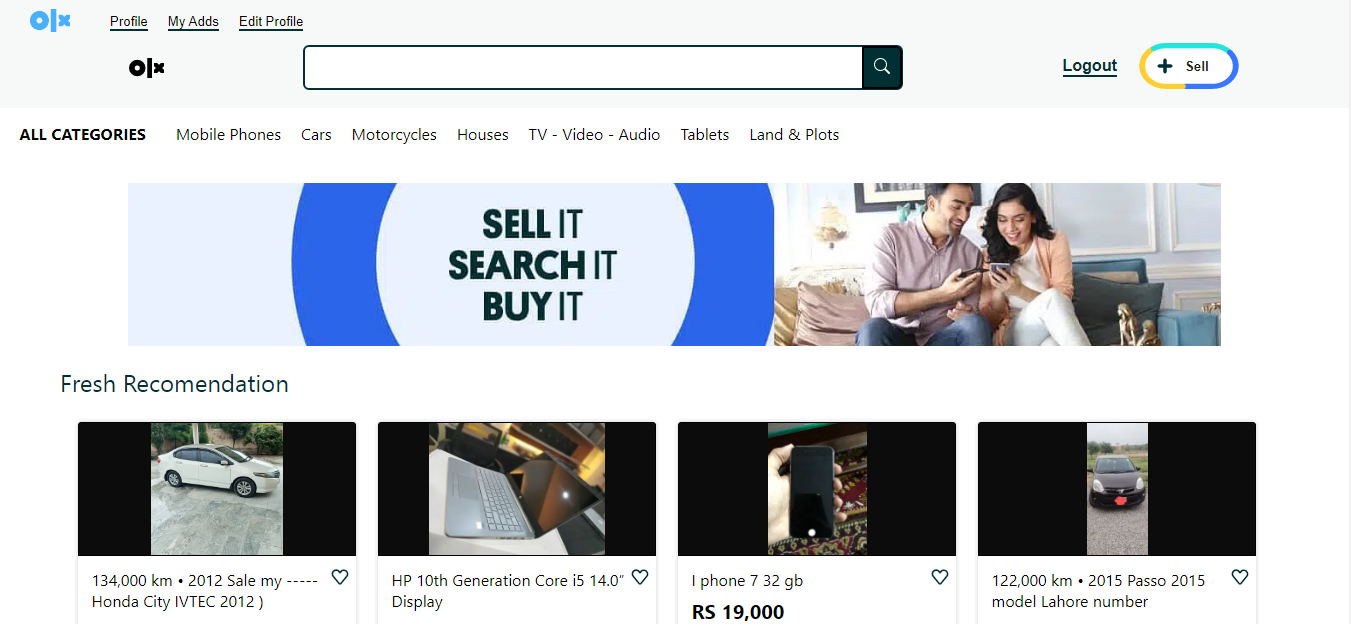 olx Profile My Adds Edit Profile
olx Logout Sell
ALL CATEGORIES Mobile Phones Cars Motorcycles Houses TV - Video - Audio Tablets Land & Plots
SELL IT
SEARCH IT
BUY IT
Fresh Recomendation
134,000 km • 2012 Sale my -----
Honda City IVTEC 2012 )
HP 10th Generation Core i5 14.0”
Display
I phone 7 32 gb
RS 19,000
122,000 km • 2015 Passo 2015
model Lahore number